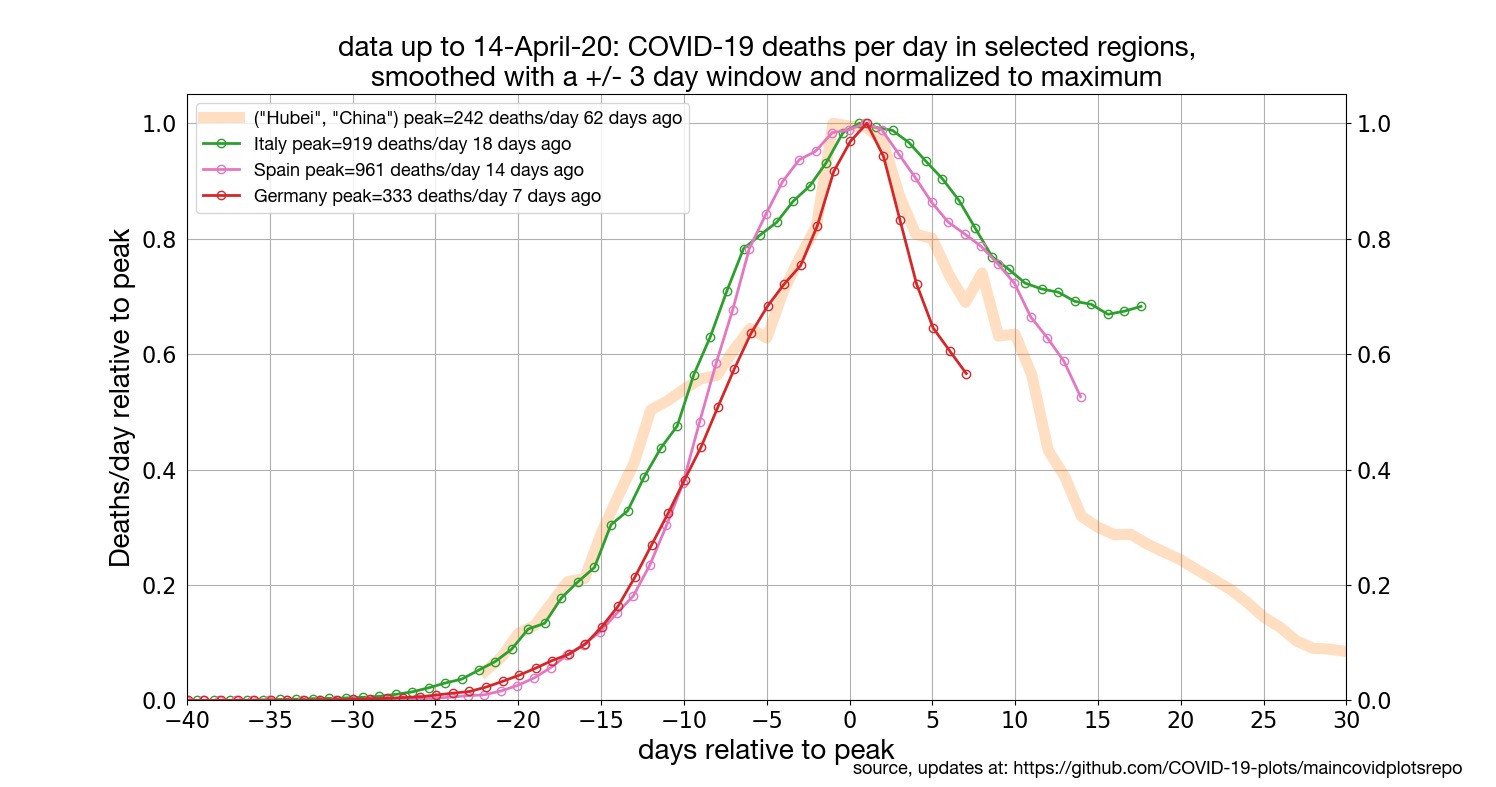 data up to 14-April-20: COVID-19 deaths per day in selected regions,
smoothed with a +/- 3 day window and normalized to maximum
("Hubei", "China") peak=242 deaths/day 62 days ago
Italy peak=919 deaths/day 18 days ago
Spain peak=961 deaths/day 14 days ago
Germany peak=333 deaths/day 7 days ago
Deaths/day relative to peak
1.0
0.8
0.6
0.4
0.2
0.0
1.0
0.8
0.6
0.4
0.2
0.0
−40 −35 −30 −25 −20 −15 −10 −5 0 5 10 15 20 25 30
days relative to peak
source, updates at: https://github.com/COVID-19-plots/maincovidplotsrepo